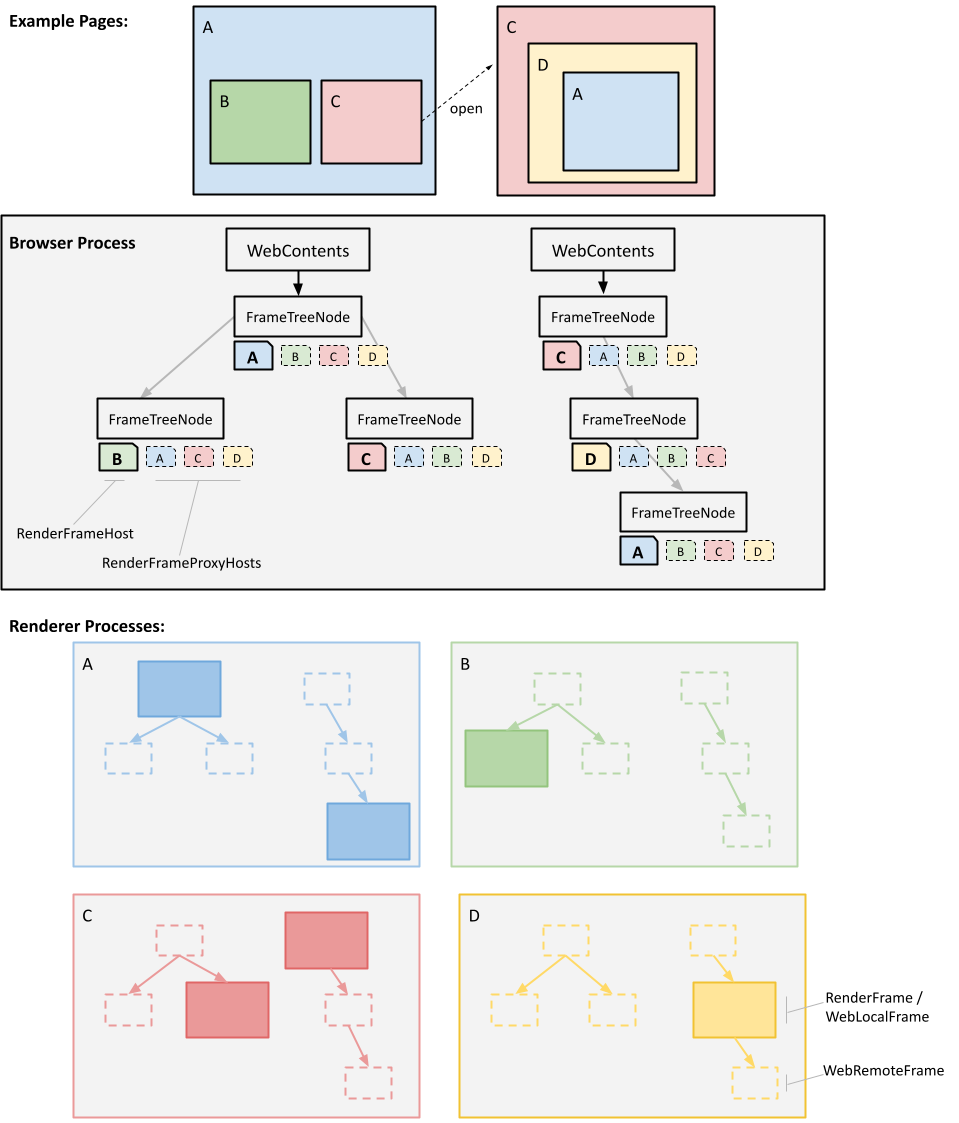 Example Pages:
A
B
C
open
C
D
A
Browser Process
WebContents
WebContents
FrameTreeNode
FrameTreeNode
A B C D
C A B D
FrameTreeNode
FrameTreeNode
FrameTreeNode
B A C D
C A B D
D A B C
FrameTreeNode
RenderFrameHost
A B C D
RenderFrameProxyHosts
Renderer Processes:
A
B
C
D
RenderFrame /
WebLocalFrame
WebRemoteFrame